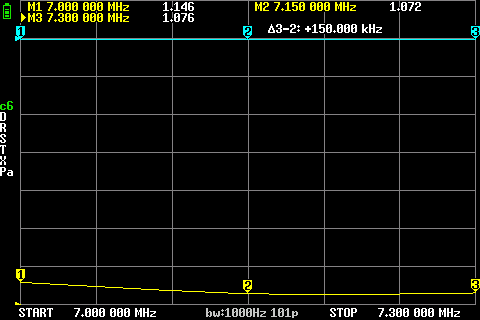 M1 7.000 000 MHz 1.146 M2 7.150 000 MHz 1.072
M3 7.300 000 MHz 1.076 Δ3-2: +150.000 kHz
1 2 3
c6
D
R
S
T
X
Pa
1 2 3
START 7.000 000 MHz bw:1000Hz 101p STOP 7.300 000 MHz